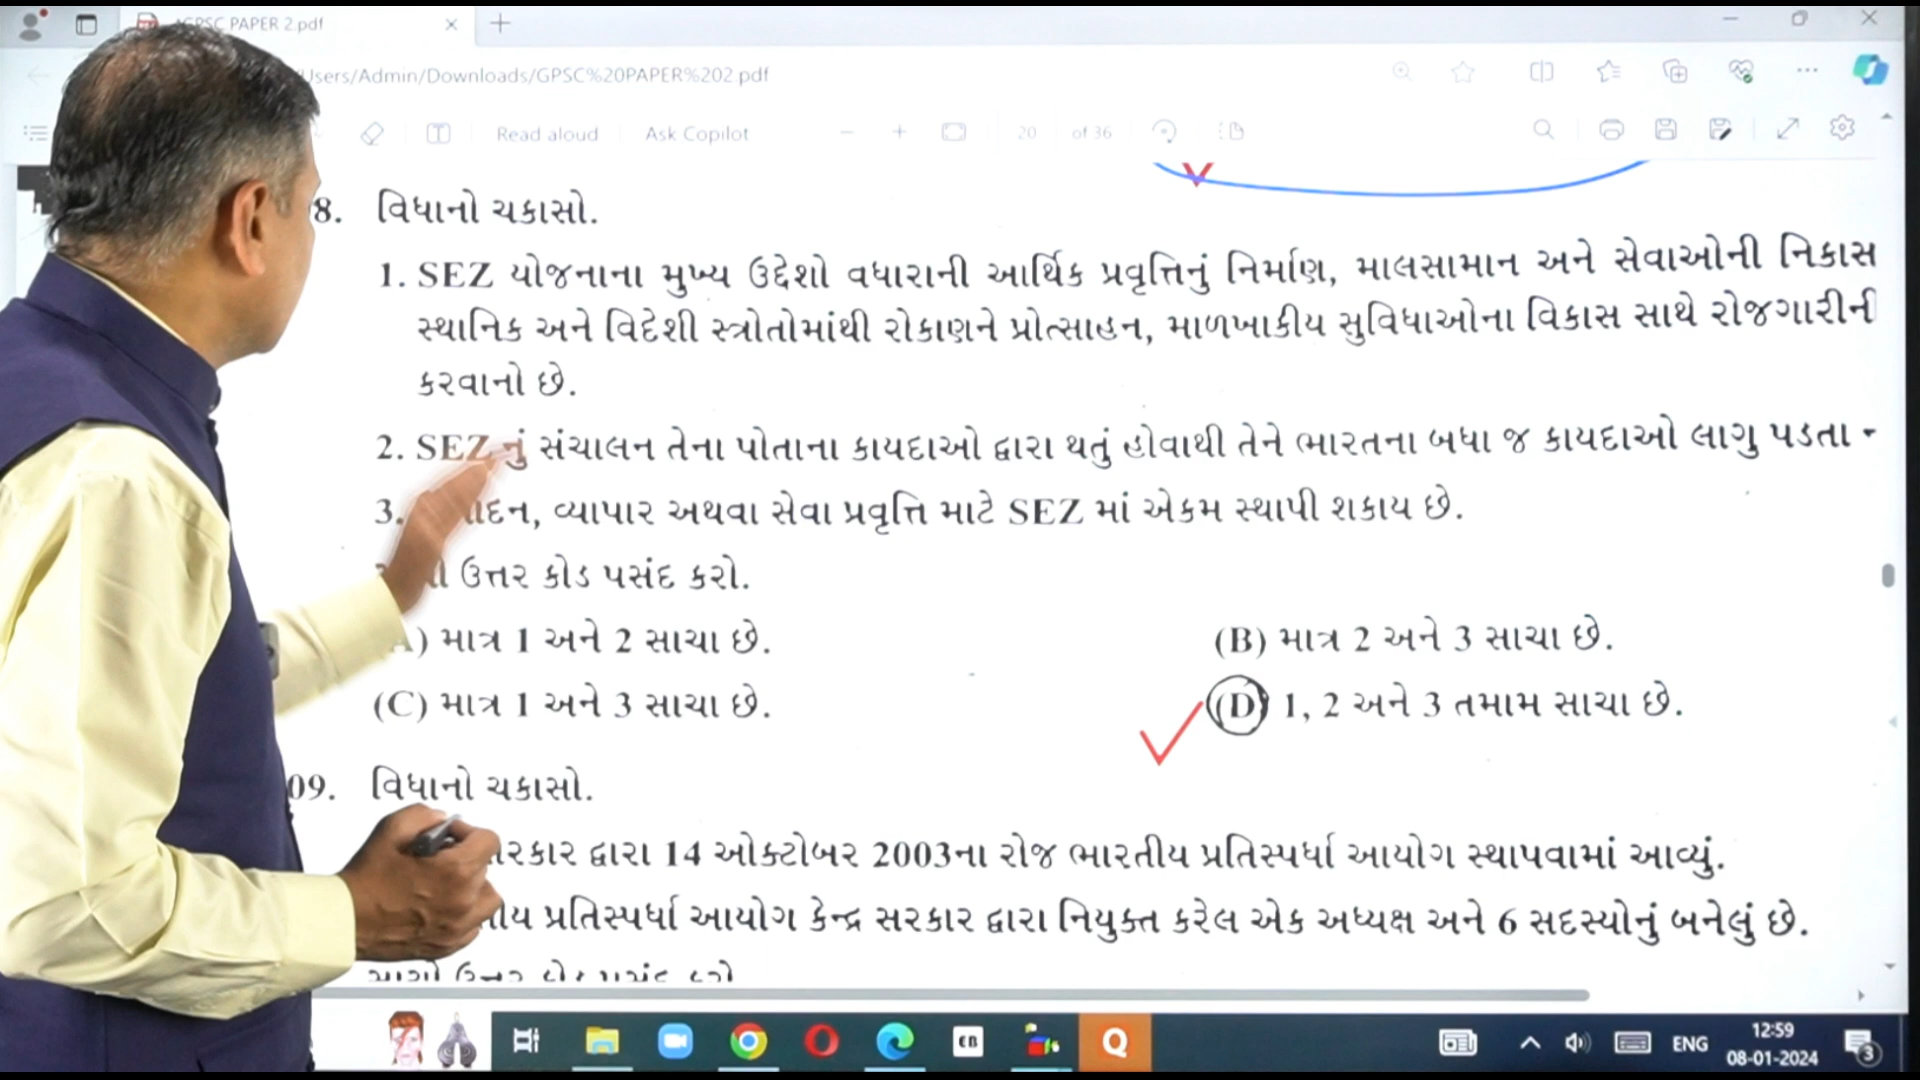 GPSC PAPER 2.pdf
Users/Admin/Downloads/GPSC%20PAPER%202.pdf
Read aloud Ask Copilot 20 of 36
8. વિધાનો ચકાસો.
1. SEZ યોજનાના મુખ્ય ઉદ્દેશો વધારાની આર્થિક પ્રવૃત્તિનું નિર્માણ, માલસામાન અને સેવાઓની નિકાસ
સ્થાનિક અને વિદેશી સ્ત્રોતોમાંથી રોકાણને પ્રોત્સાહન, માળખાકીય સુવિધાઓના વિકાસ સાથે રોજગારીની
કરવાનો છે.
2. SEZ નું સંચાલન તેના પોતાના કાયદાઓ દ્વારા થતું હોવાથી તેને ભારતના બધા જ કાયદાઓ લાગુ પડતા
3. વ્યાપાર અથવા સેવા પ્રવૃત્તિ માટે SEZ માં એકમ સ્થાપી શકાય છે.
ઉત્તર કોડ પસંદ કરો.
(A) માત્ર 1 અને 2 સાચા છે.
(B) માત્ર 2 અને 3 સાચા છે.
(C) માત્ર 1 અને 3 સાચા છે.
(D) 1, 2 અને 3 તમામ સાચા છે.
09. વિધાનો ચકાસો.
દ્વારા 14 ઓક્ટોબર 2003ના રોજ ભારતીય પ્રતિસ્પર્ધા આયોગ સ્થાપવામાં આવ્યું.
પ્રતિસ્પર્ધા આયોગ કેન્દ્ર સરકાર દ્વારા નિયુક્ત કરેલ એક અધ્યક્ષ અને 6 સદસ્યોનું બનેલું છે.
ENG
12:59
08-01-2024
3